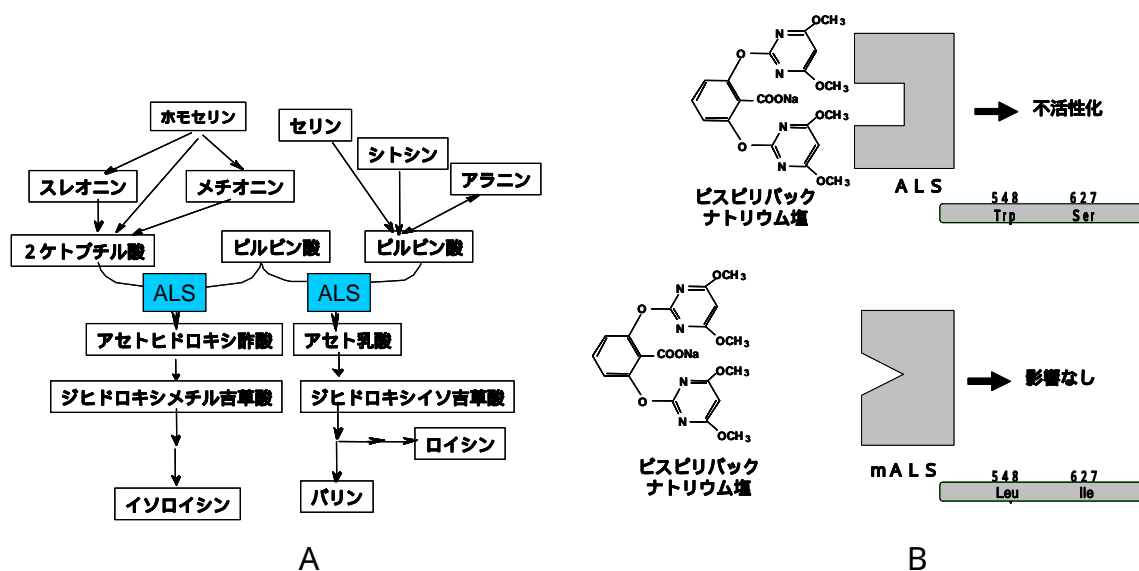 ホモセリン
スレオニン
メチオニン
２ケトブチル酸
セリン
シトシン
アラニン
ピルビン酸
ピルビン酸
ALS
ALS
アセトヒドロキシ酢酸
アセト乳酸
ジヒドロキシメチル吉草酸
ジヒドロキシイソ吉草酸
ロイシン
イソロイシン
バリン
A
OCH3
N
O
N
OCH3
COONa
OCH3
O
N
N
OCH3
ビスピリバック
ナトリウム塩
ALS
不活性化
548 627
Trp Ser
OCH3
N
O
N
OCH3
COONa
OCH3
O
N
N
OCH3
ビスピリバック
ナトリウム塩
mALS
影響なし
548 627
Leu Ile
B